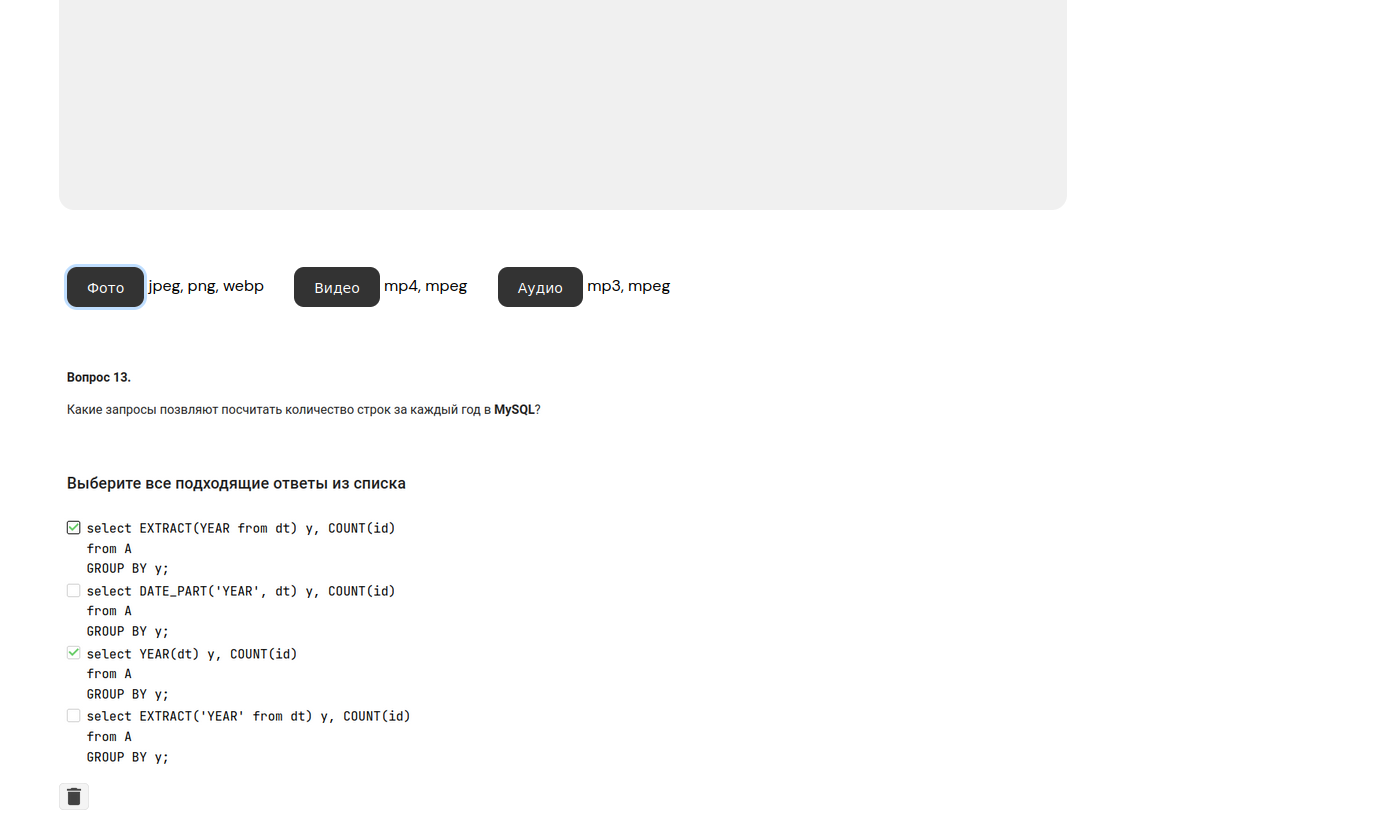 Фото jpeg, png, webp Видео mp4, mpeg Аудио mp3, mpeg
Вопрос 13.
Какие запросы позвляют посчитать количество строк за каждый год в MySQL?
Выберите все подходящие ответы из списка
select EXTRACT(YEAR from dt) y, COUNT(id)
from A
GROUP BY y;
select DATE_PART('YEAR', dt) y, COUNT(id)
from A
GROUP BY y;
select YEAR(dt) y, COUNT(id)
from A
GROUP BY y;
select EXTRACT('YEAR' from dt) y, COUNT(id)
from A
GROUP BY y;